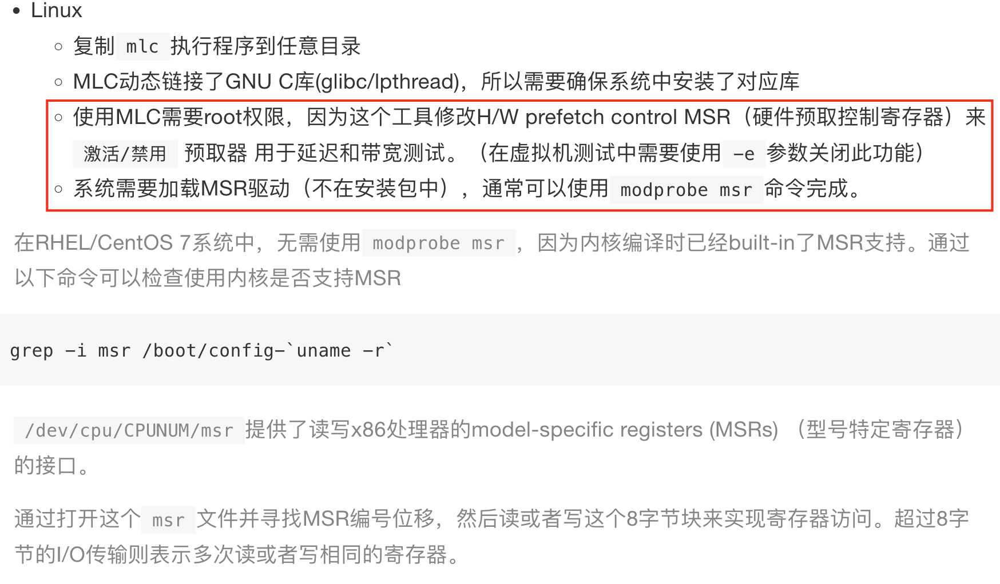 • Linux
○ 复制 mlc 执行程序到任意目录
○ MLC动态链接了GNU C库(glibc/lpthread)，所以需要确保系统中安装了对应库
○ 使用MLC需要root权限，因为这个工具修改H/W prefetch control MSR（硬件预取控制寄存器）来
激活/禁用 预取器 用于延迟和带宽测试。（在虚拟机测试中需要使用 -e 参数关闭此功能）
○ 系统需要加载MSR驱动（不在安装包中），通常可以使用 modprobe msr 命令完成。
在RHEL/CentOS 7系统中，无需使用 modprobe msr ，因为内核编译时已经built-in了MSR支持。通过
以下命令可以检查使用内核是否支持MSR
grep -i msr /boot/config-`uname -r`
/dev/cpu/CPUNUM/msr 提供了读写x86处理器的model-specific registers (MSRs) （型号特定寄存器）
的接口。
通过打开这个 msr 文件并寻找MSR编号位移，然后读或者写这个8字节块来实现寄存器访问。超过8字
节的I/O传输则表示多次读或者写相同的寄存器。